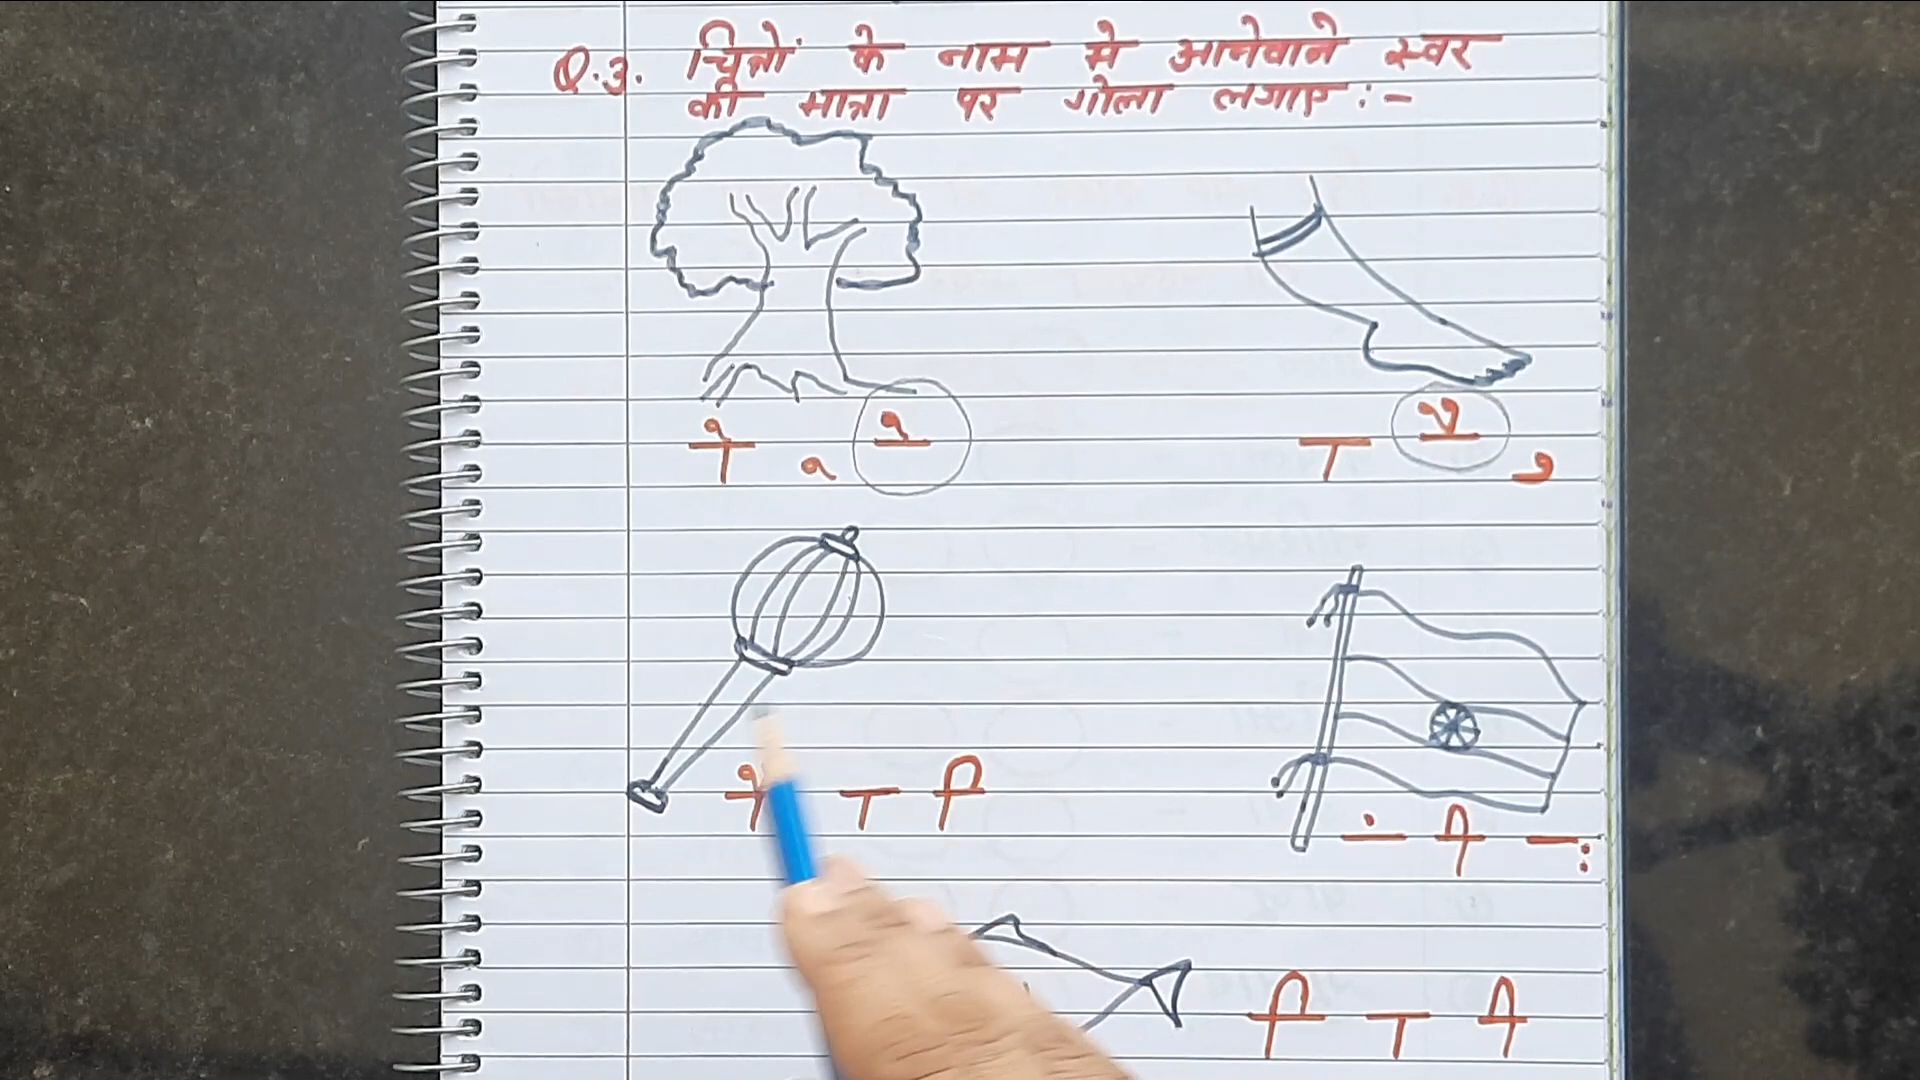 Q.3. चित्रों के नाम मे आनेवाले स्वर
की मात्रा पर गोला लगाए :-
ो ृ े
ा ै ु
ो ा ि
ं ी ः
ि ा ी